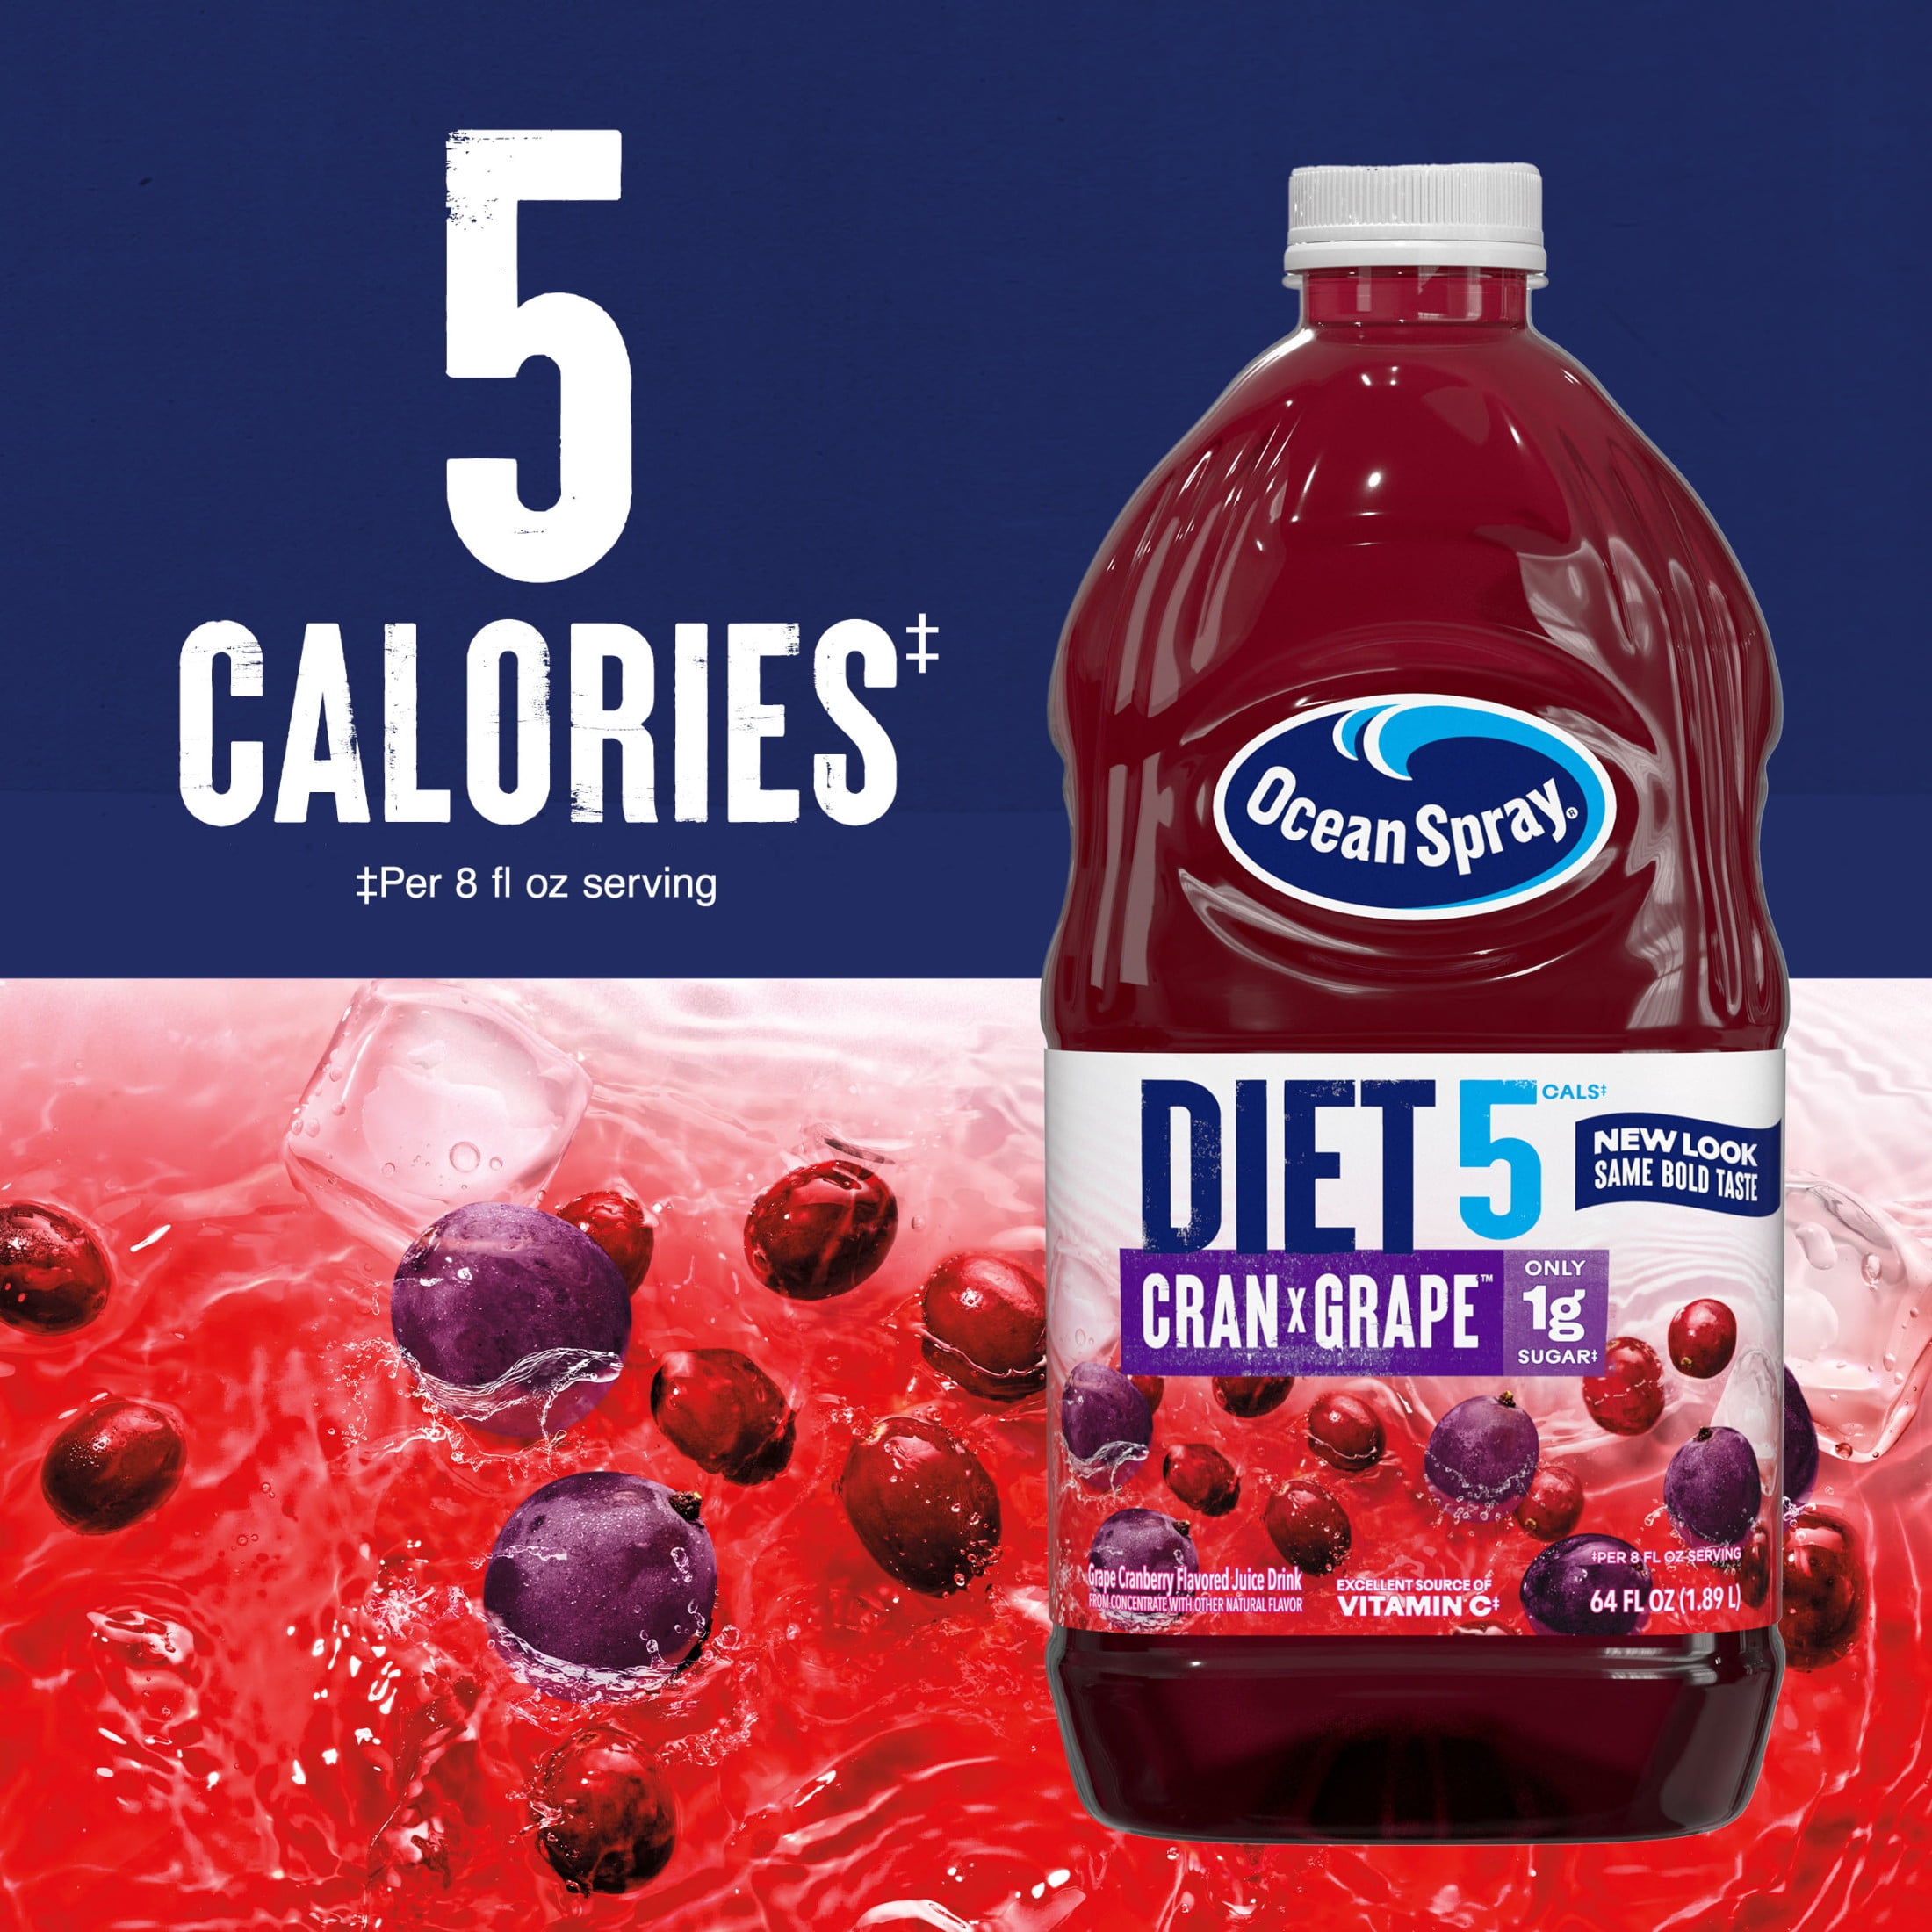 5
CALORIES‡
‡Per 8 fl oz serving
Ocean Spray®
DIET 5 CALS‡
NEW LOOK
SAME BOLD TASTE
CRAN X GRAPE™
ONLY
1g
SUGAR‡
‡PER 8 FL OZ SERVING
Grape Cranberry Flavored Juice Drink
FROM CONCENTRATE WITH OTHER NATURAL FLAVOR
EXCELLENT SOURCE OF
VITAMIN C‡
64 FL OZ (1.89 L)